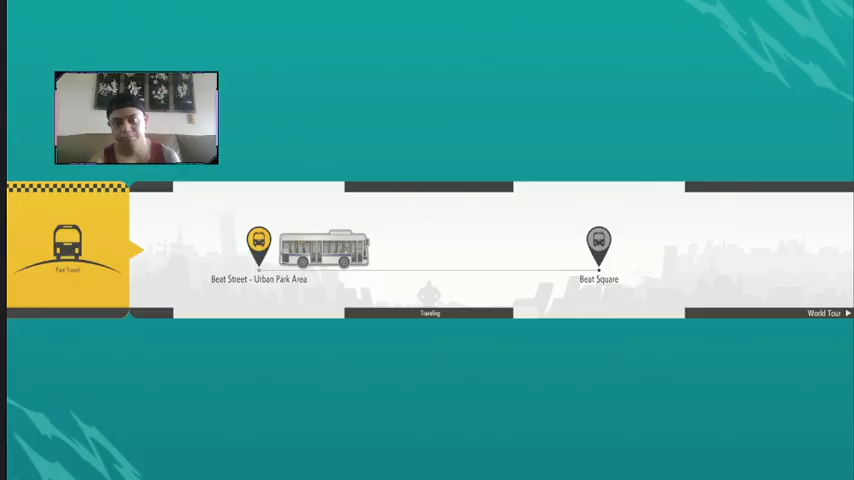 Fast Travel
Beat Street - Urban Park Area
Beat Square
Traveling
World Tour